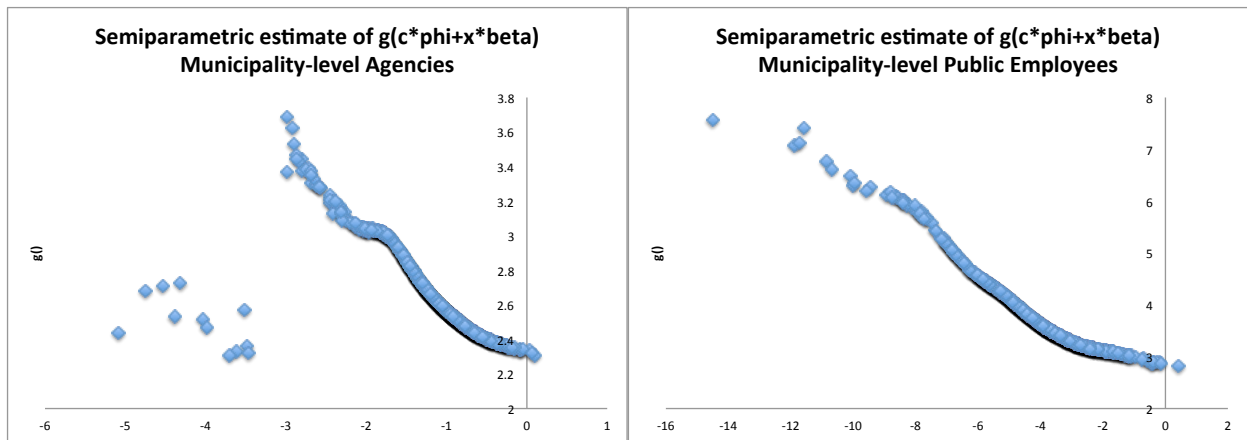 Semiparametric estimate of g(c*phi+x*beta)
Municipality-level Agencies
3.8
3.6
3.4
3.2
3
2.8
2.6
2.4
2.2
2
g()
-6 -5 -4 -3 -2 -1 0 1
Semiparametric estimate of g(c*phi+x*beta)
Municipality-level Public Employees
8
7
6
5
4
3
2
g()
-16 -14 -12 -10 -8 -6 -4 -2 0 2